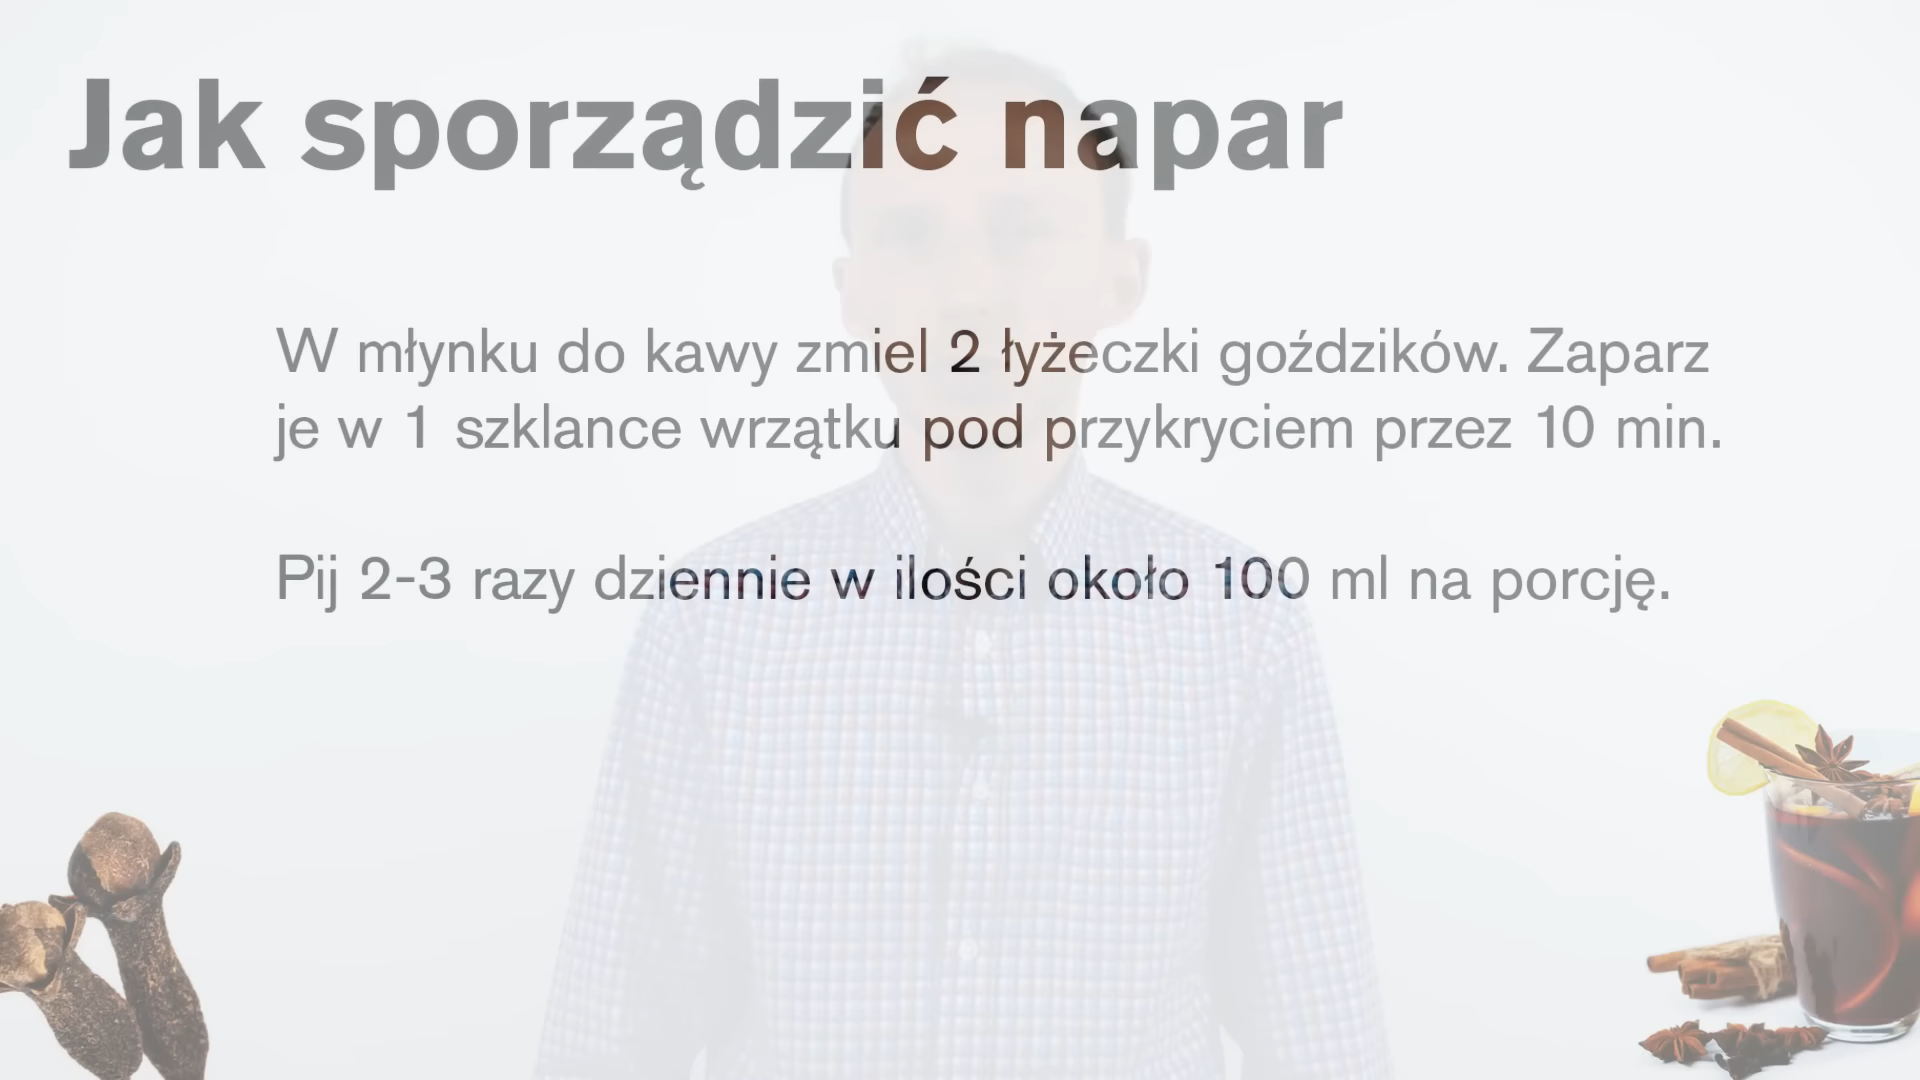 Jak sporządzić napar
W młynku do kawy zmiel 2 łyżeczki goździków. Zaparz
je w 1 szklance wrzątku pod przykryciem przez 10 min.
Pij 2-3 razy dziennie w ilości około 100 ml na porcję.